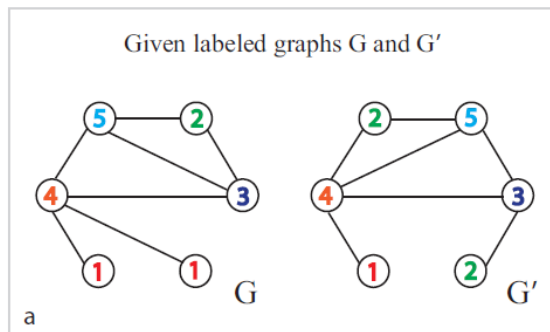 Given labeled graphs G and G′
5 2 2 5
4 3 4 3
1 1 1 2
G G′
a